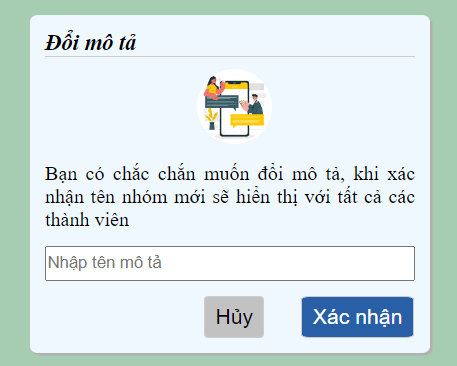 Đổi mô tả
Bạn có chắc chắn muốn đổi mô tả, khi xác
nhận tên nhóm mới sẽ hiển thị với tất cả các
thành viên
Nhập tên mô tả
Hủy
Xác nhận